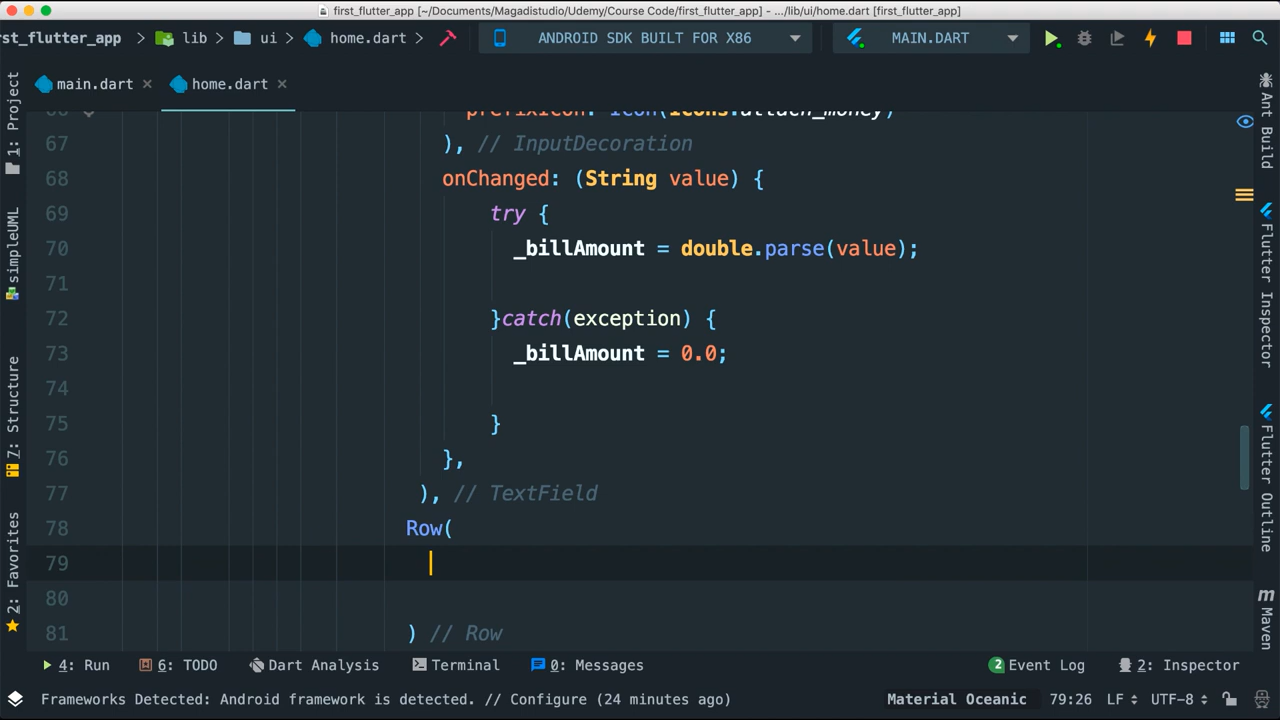 first_flutter_app [~/Documents/Magadistudio/Udemy/Course Code/first_flutter_app] - .../lib/ui/home.dart [first_flutter_app]
rst_flutter_app lib ui home.dart ANDROID SDK BUILT FOR X86 MAIN.DART
main.dart home.dart
66 prefixIcon: Icon(Icons.attach_money)
67 ), // InputDecoration
68 onChanged: (String value) {
69 try {
70 _billAmount = double.parse(value);
71
72 }catch(exception) {
73 _billAmount = 0.0;
74
75 }
76 },
77 ), // TextField
78 Row(
79
80
81 ) // Row
1: Project
simpleUML
7: Structure
2: Favorites
Ant Build
Flutter Inspector
Flutter Outline
m Maven
4: Run 6: TODO Dart Analysis Terminal 0: Messages 2 Event Log 2: Inspector
Frameworks Detected: Android framework is detected. // Configure (24 minutes ago) Material Oceanic 79:26 LF UTF-8